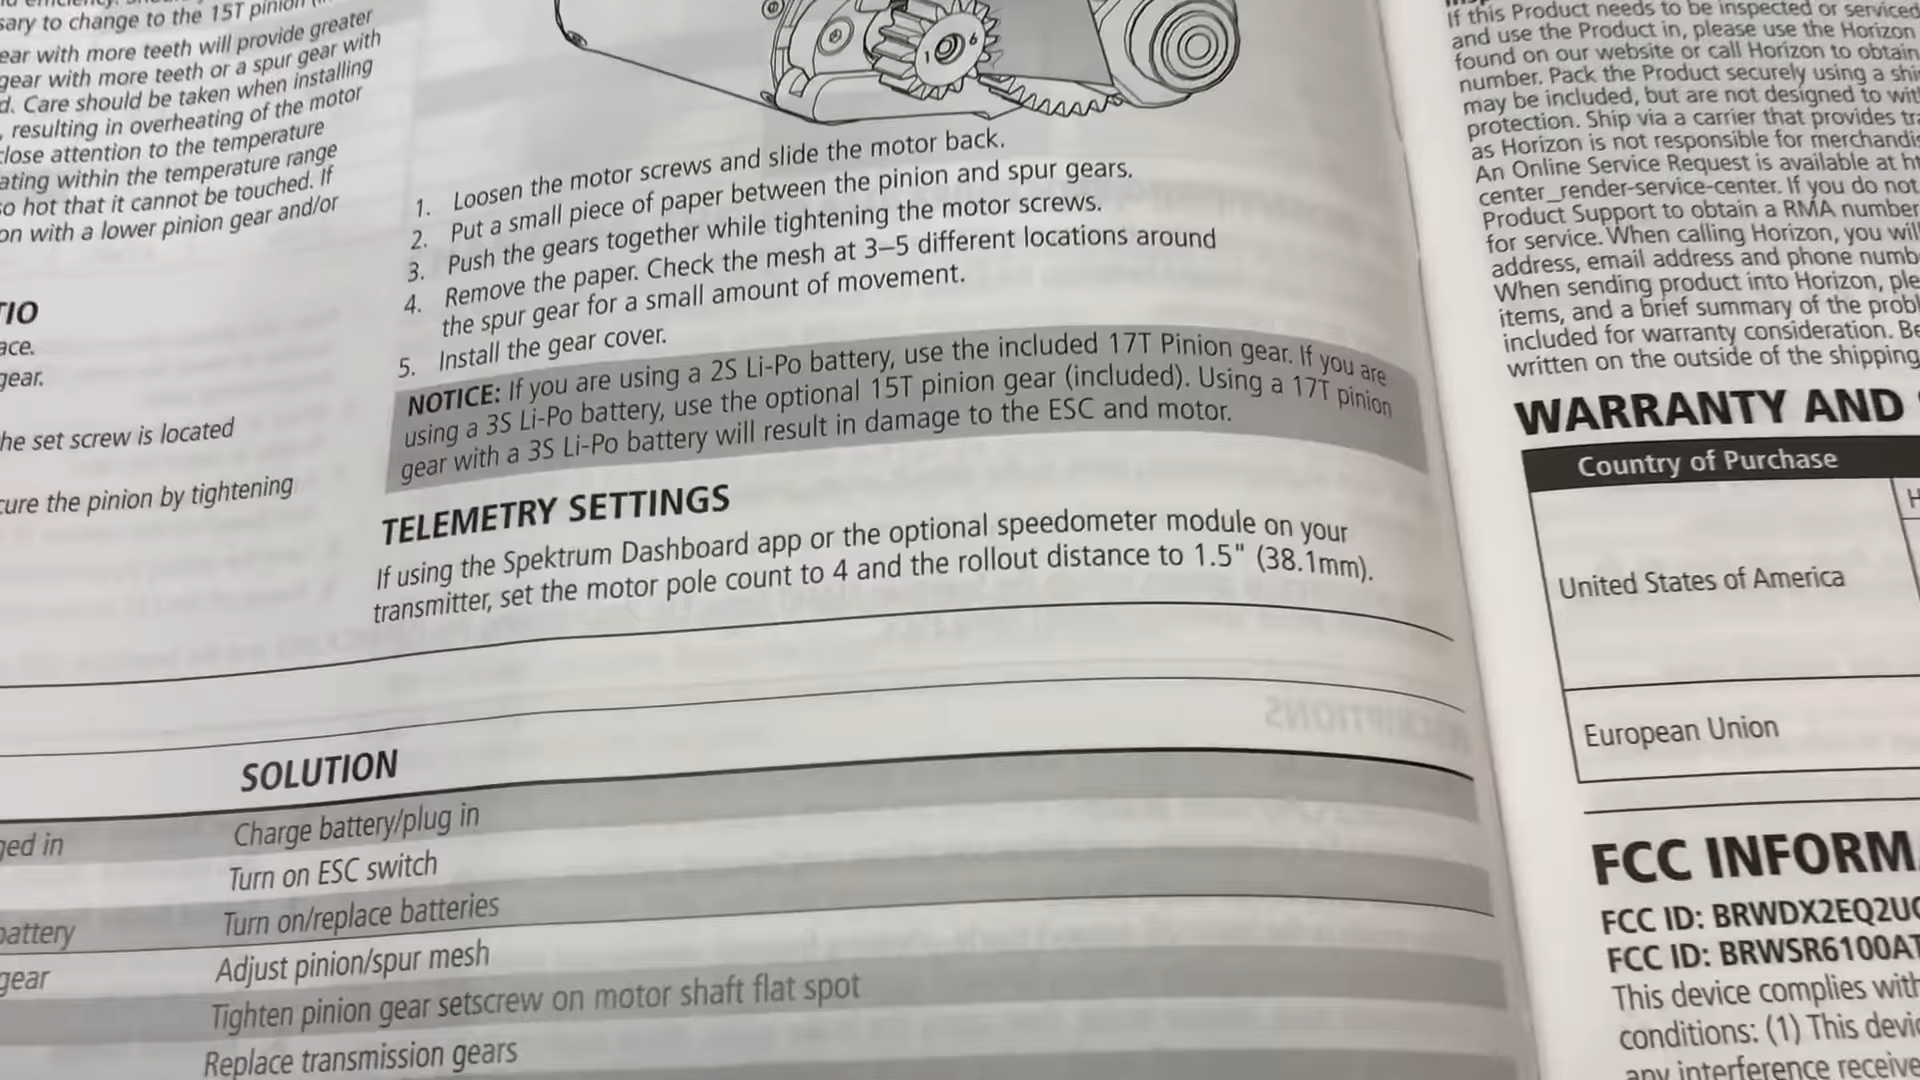 sary to change to the 15T pinion
ear with more teeth will provide greater
gear with more teeth or a spur gear with
d. Care should be taken when installing
, resulting in overheating of the motor
close attention to the temperature
ating within the temperature range
so hot that it cannot be touched. If
on with a lower pinion gear and/or
TIO
ace.
gear.
he set screw is located
cure the pinion by tightening
1 6
1. Loosen the motor screws and slide the motor back.
2. Put a small piece of paper between the pinion and spur gears.
3. Push the gears together while tightening the motor screws.
4. Remove the paper. Check the mesh at 3–5 different locations around
the spur gear for a small amount of movement.
5. Install the gear cover.
NOTICE: If you are using a 2S Li-Po battery, use the included 17T Pinion gear. If you are
using a 3S Li-Po battery, use the optional 15T pinion gear (included). Using a 17T pinion
gear with a 3S Li-Po battery will result in damage to the ESC and motor.
TELEMETRY SETTINGS
If using the Spektrum Dashboard app or the optional speedometer module on your
transmitter, set the motor pole count to 4 and the rollout distance to 1.5" (38.1mm).
SOLUTION
ged in Charge battery/plug in
Turn on ESC switch
battery Turn on/replace batteries
gear Adjust pinion/spur mesh
Tighten pinion gear setscrew on motor shaft flat spot
Replace transmission gears
If this Product needs to be inspected or serviced
and use the Product in, please use the Horizon
found on our website or call Horizon to obtain
number. Pack the Product securely using a shi
may be included, but are not designed to wit
protection. Ship via a carrier that provides tra
as Horizon is not responsible for merchandis
An Online Service Request is available at ht
center_render-service-center. If you do not
Product Support to obtain a RMA number
for service. When calling Horizon, you will
address, email address and phone numb
When sending product into Horizon, ple
items, and a brief summary of the probl
included for warranty consideration. Be
written on the outside of the shipping
WARRANTY AND
Country of Purchase
United States of America
H
European Union
FCC INFORM
FCC ID: BRWDX2EQ2U
FCC ID: BRWSR6100AT
This device complies with
conditions: (1) This devic
any interference receive